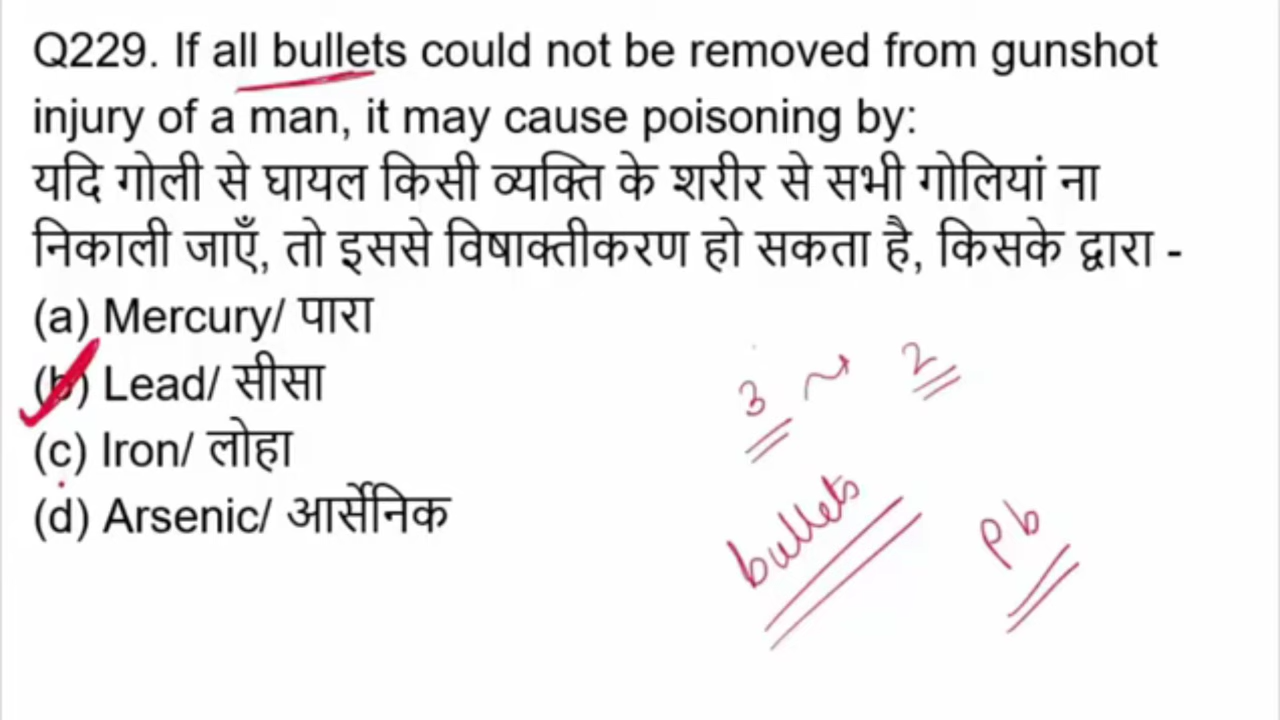 Q229. If all bullets could not be removed from gunshot
injury of a man, it may cause poisoning by:
यदि गोली से घायल किसी व्यक्ति के शरीर से सभी गोलियां ना
निकाली जाएँ, तो इससे विषाक्तीकरण हो सकता है, किसके द्वारा -
(a) Mercury/ पारा
(b) Lead/ सीसा
(c) Iron/ लोहा
(d) Arsenic/ आर्सेनिक
3 2
bullets
Pb